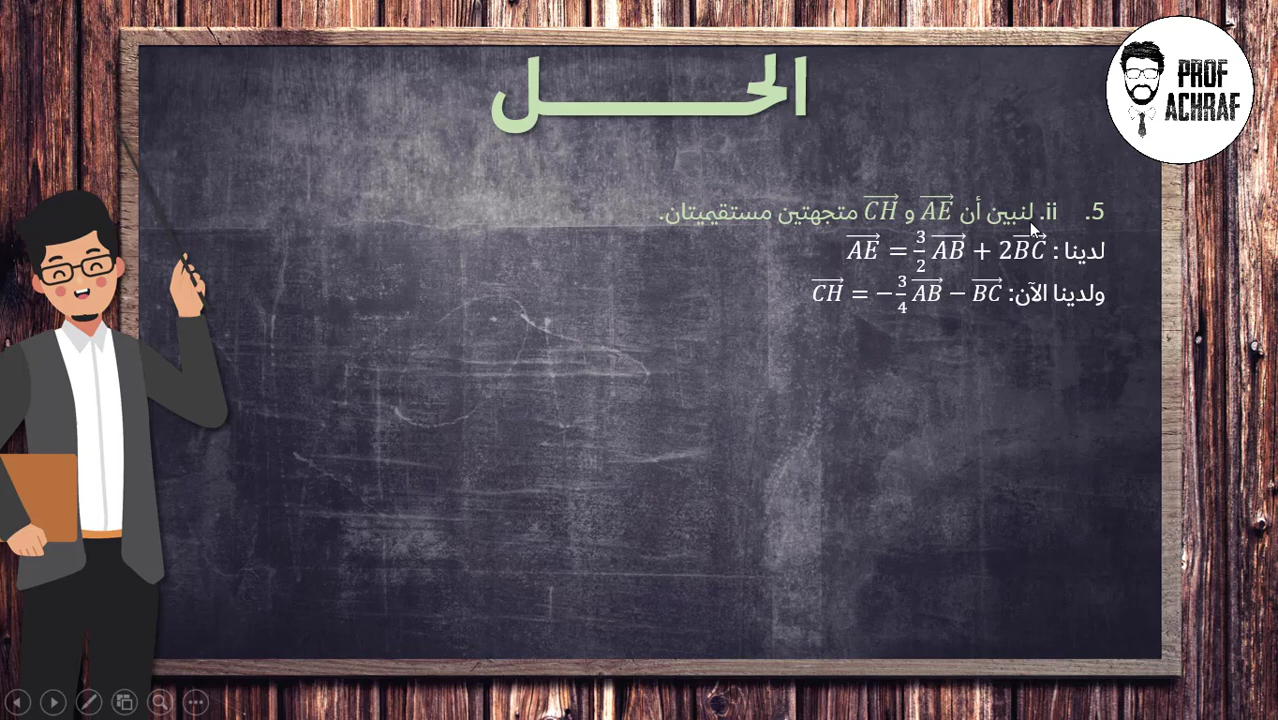 الحـــــــــــل
PROF
ACHRAF
5. ii. لنبين أن $\overrightarrow{AE}$ و $\overrightarrow{CH}$ متجهتين مستقيميتان.
لدينا : $\overrightarrow{AE} = \frac{3}{2}\overrightarrow{AB} + 2\overrightarrow{BC}$
ولدينا الآن: $\overrightarrow{CH} = -\frac{3}{4}\overrightarrow{AB} - \overrightarrow{BC}$